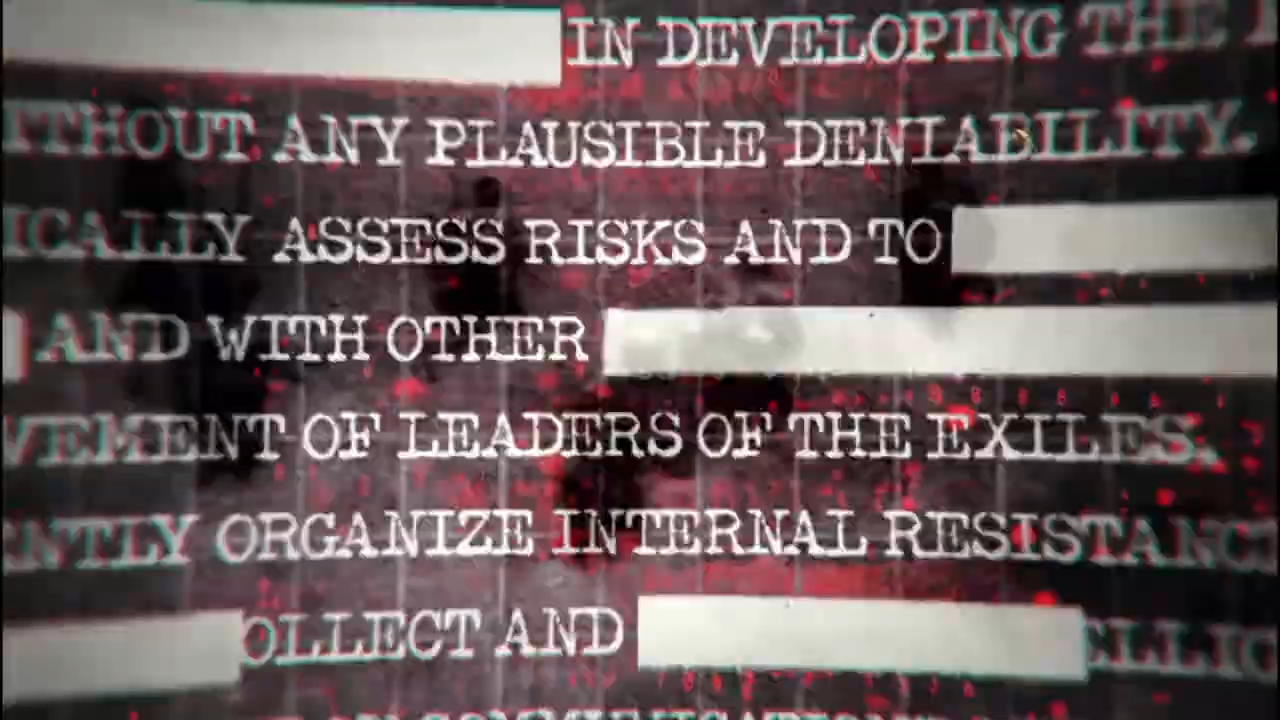 IN DEVELOPING THE
ITHOUT ANY PLAUSIBLE DENIABILITY.
ICALLY ASSESS RISKS AND TO
AND WITH OTHER
VEMENT OF LEADERS OF THE EXILES.
NTLY ORGANIZE INTERNAL RESISTANC
OLLECT AND